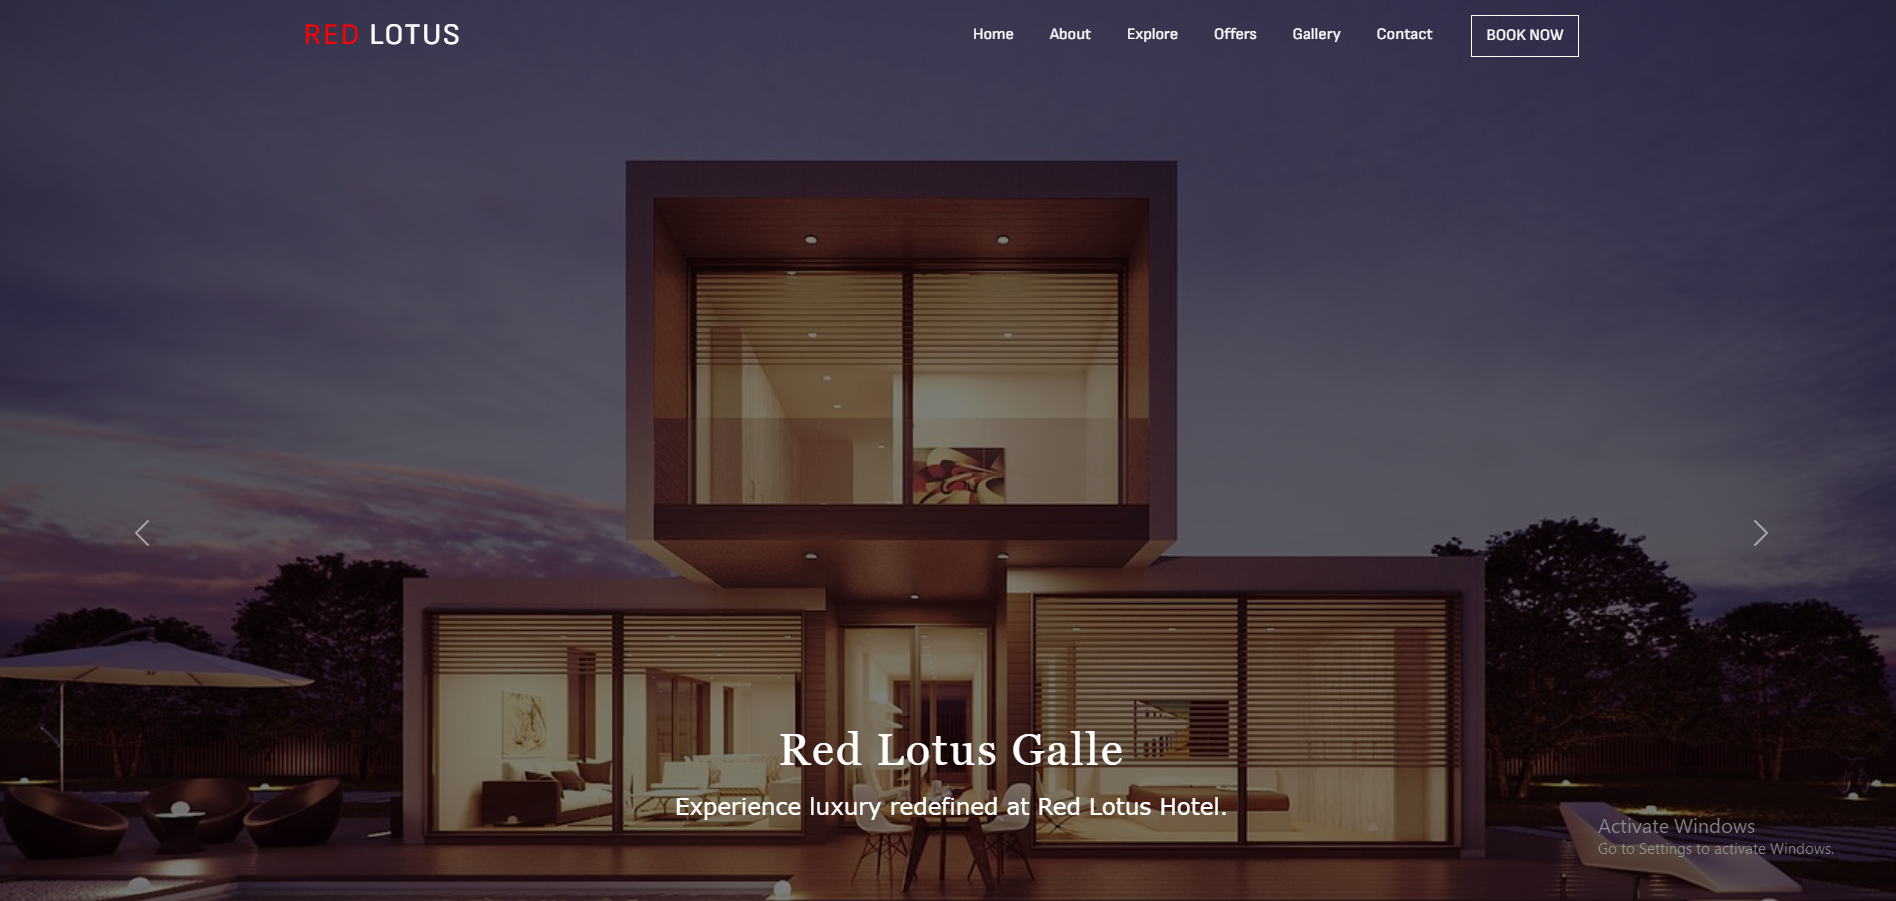 RED LOTUS
Home About Explore Offers Gallery Contact BOOK NOW
Red Lotus Galle
Experience luxury redefined at Red Lotus Hotel.
Activate Windows
Go to Settings to activate Windows.